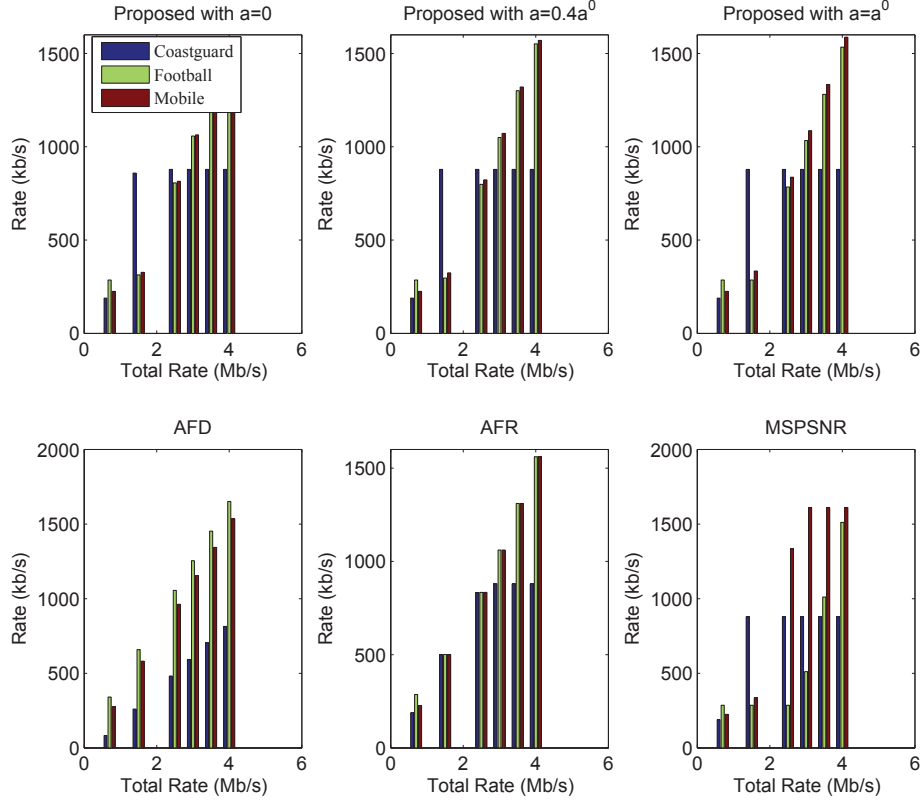 Proposed with a=0
Proposed with a=0.4a⁰
Proposed with a=a⁰
Coastguard
Football
Mobile
1500
1000
500
0
Rate (kb/s)
0 2 4 6
Total Rate (Mb/s)
1500
1000
500
0
Rate (kb/s)
0 2 4 6
Total Rate (Mb/s)
1500
1000
500
0
Rate (kb/s)
0 2 4 6
Total Rate (Mb/s)
AFD
2000
1500
1000
500
0
Rate (kb/s)
0 2 4 6
Total Rate (Mb/s)
AFR
1500
1000
500
0
Rate (kb/s)
0 2 4 6
Total Rate (Mb/s)
MSPSNR
2000
1500
1000
500
0
Rate (kb/s)
0 2 4 6
Total Rate (Mb/s)